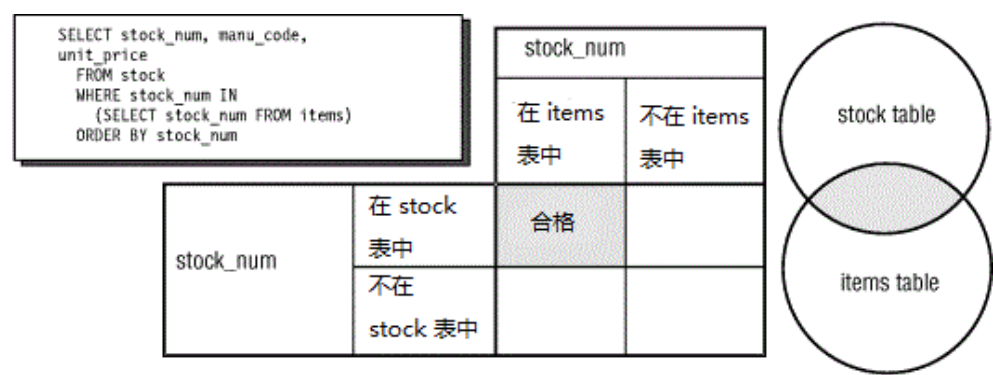 SELECT stock_num, manu_code,
unit_price
FROM stock
WHERE stock_num IN
(SELECT stock_num FROM items)
ORDER BY stock_num
stock_num
在 items
表中
不在 items
表中
stock_num
在 stock
表中
合格
不在
stock 表中
stock table
items table